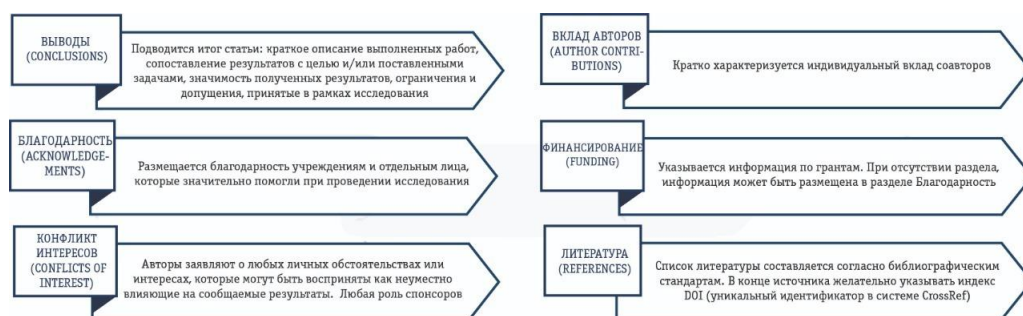 ВЫВОДЫ
(CONCLUSIONS)
Подводится итог статьи: краткое описание выполненных работ,
сопоставление результатов с целью и/или поставленными
задачами, значимость полученных результатов, ограничения и
допущения, принятые в рамках исследования
ВКЛАД АВТОРОВ
(AUTHOR CONTRI-
BUTIONS)
Кратко характеризуется индивидуальный вклад соавторов
БЛАГОДАРНОСТЬ
(ACKNOWLEDGE-
MENTS)
Размещается благодарность учреждениям и отдельным лица,
которые значительно помогли при проведении исследования
ФИНАНСИРОВАНИЕ
(FUNDING)
Указывается информация по грантам. При отсутствии раздела,
информация может быть размещена в разделе Благодарность
КОНФЛИКТ
ИНТЕРЕСОВ
(CONFLICTS OF
INTEREST)
Авторы заявляют о любых личных обстоятельствах или
интересах, которые могут быть восприняты как неуместно
влияющие на сообщаемые результаты. Любая роль спонсоров
ЛИТЕРАТУРА
(REFERENCES)
Список литературы составляется согласно библиографическим
стандартам. В конце источника желательно указывать индекс
DOI (уникальный идентификатор в системе CrossRef)